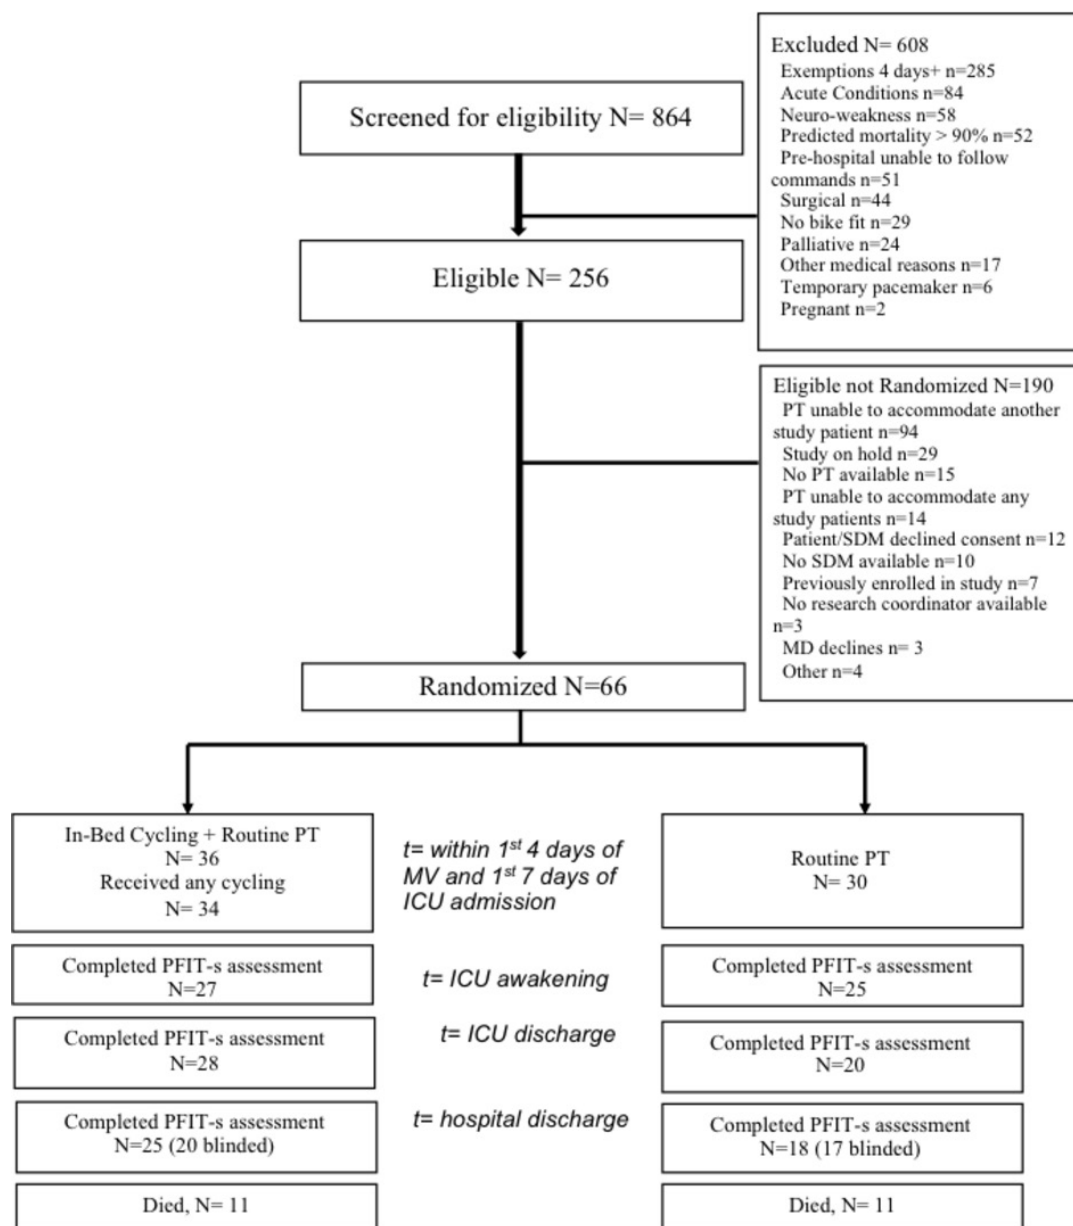 Screened for eligibility N= 864
Excluded N= 608
Exemptions 4 days+ n=285
Acute Conditions n=84
Neuro-weakness n=58
Predicted mortality > 90% n=52
Pre-hospital unable to follow
commands n=51
Surgical n=44
No bike fit n=29
Palliative n=24
Other medical reasons n=17
Temporary pacemaker n=6
Pregnant n=2
Eligible N= 256
Eligible not Randomized N=190
PT unable to accommodate another
study patient n=94
Study on hold n=29
No PT available n=15
PT unable to accommodate any
study patients n=14
Patient/SDM declined consent n=12
No SDM available n=10
Previously enrolled in study n=7
No research coordinator available
n=3
MD declines n= 3
Other n=4
Randomized N=66
In-Bed Cycling + Routine PT
N= 36
Received any cycling
N= 34
t= within 1st 4 days of
MV and 1st 7 days of
ICU admission
Routine PT
N= 30
Completed PFIT-s assessment
N=27
t= ICU awakening
Completed PFIT-s assessment
N=25
Completed PFIT-s assessment
N=28
t= ICU discharge
Completed PFIT-s assessment
N=20
Completed PFIT-s assessment
N=25 (20 blinded)
t= hospital discharge
Completed PFIT-s assessment
N=18 (17 blinded)
Died, N= 11
Died, N= 11